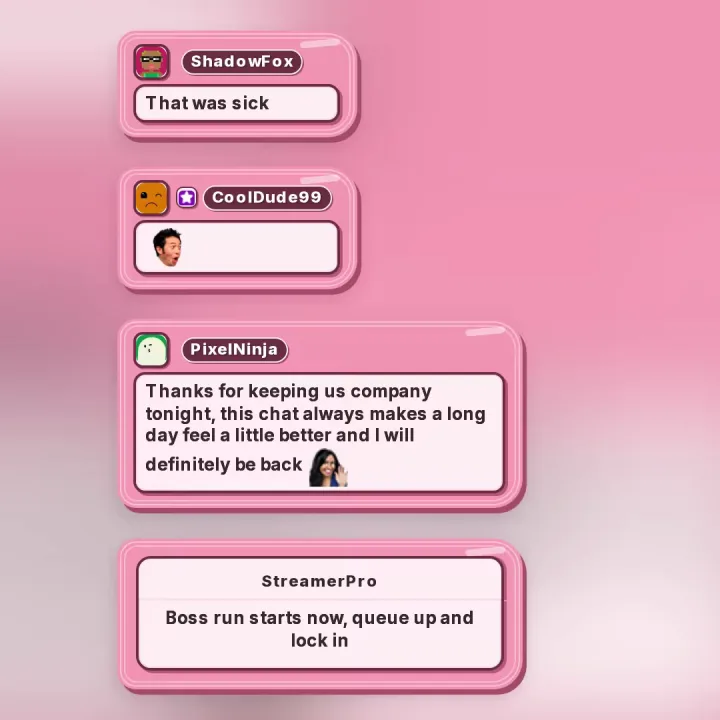 ShadowFox
That was sick
CoolDude99
PixelNinja
Thanks for keeping us company
tonight, this chat always makes a long
day feel a little better and I will
definitely be back
StreamerPro
Boss run starts now, queue up and
lock in